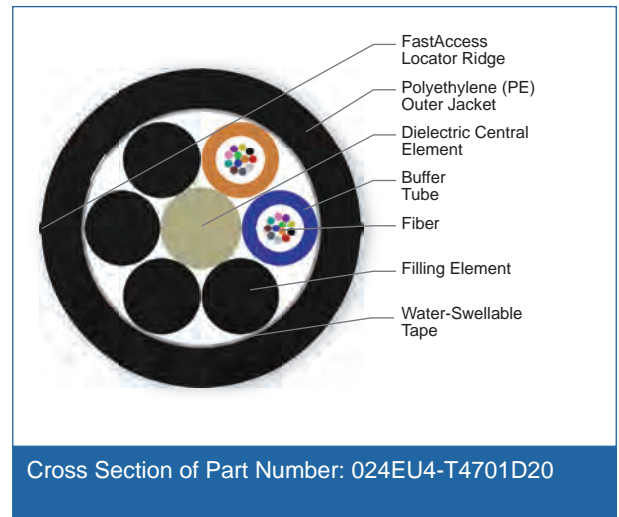 FastAccess
Locator Ridge
Polyethylene (PE)
Outer Jacket
Dielectric Central
Element
Buffer
Tube
Fiber
Filling Element
Water-Swellable
Tape
Cross Section of Part Number: 024EU4-T4701D20